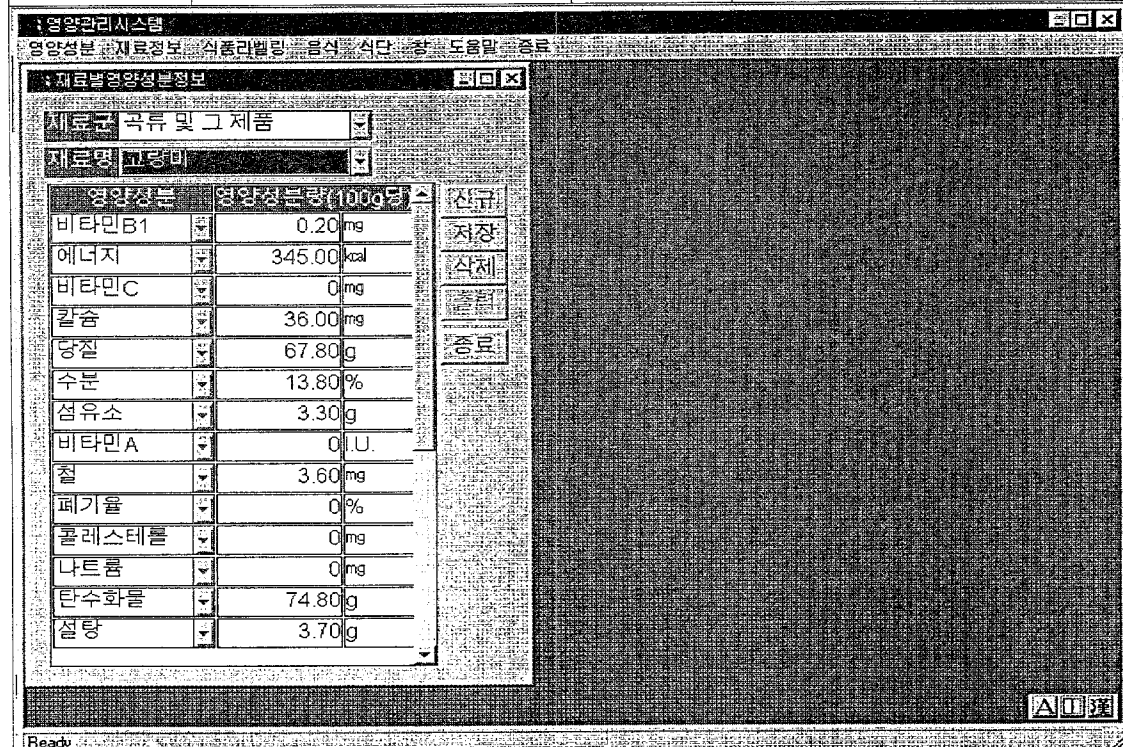 : 영양관리시스템
영양성분 재료정보 식품라벨링 음식 식단 창 도움말 종료
: 재료별영양성분정보
재료군 곡류 및 그 제품
재료명 고량미
영양성분 영양성분량(100g당)
신규
비타민B1 0.20 mg
저장
에너지 345.00 kcal
삭제
비타민C 0 mg
출력
칼슘 36.00 mg
종료
당질 67.80 g
수분 13.80 %
섬유소 3.30 g
비타민A 0 I.U.
철 3.60 mg
폐기율 0 %
콜레스테롤 0 mg
나트륨 0 mg
탄수화물 74.80 g
설탕 3.70 g
A
漢
Ready